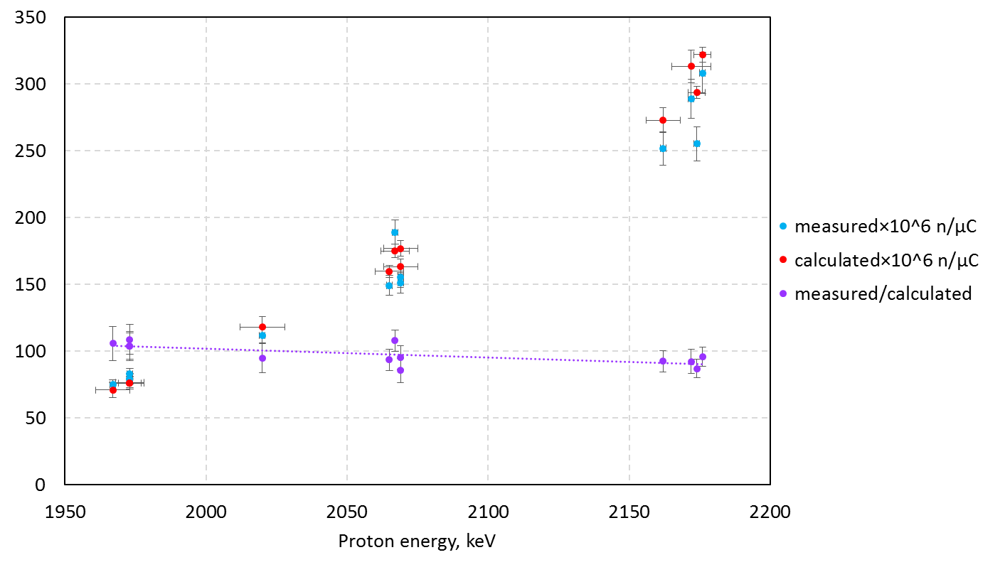 350
300
250
200
150
100
50
0
1950 2000 2050 2100 2150 2200
Proton energy, keV
measured×10^6 n/μC
calculated×10^6 n/μC
measured/calculated